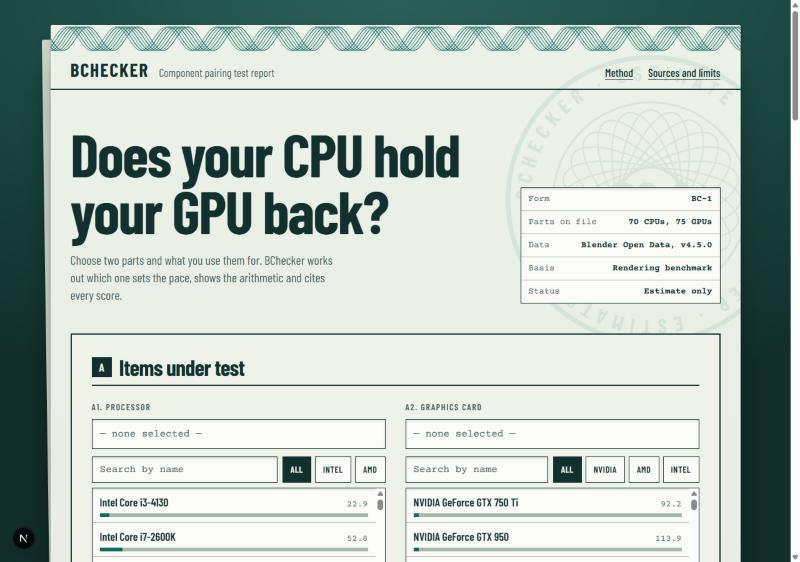 BCHECKER
Component pairing test report
Method
Sources and limits
BCHECKER · ESTIMATE
Does your CPU hold
your GPU back?
Choose two parts and what you use them for. BChecker works
out which one sets the pace, shows the arithmetic and cites
every score.
Form BC-1
Parts on file 70 CPUs, 75 GPUs
Data Blender Open Data, v4.5.0
Basis Rendering benchmark
Status Estimate only
A Items under test
A1. PROCESSOR
— none selected —
Search by name
ALL INTEL AMD
Intel Core i3-4130 22.9
Intel Core i7-2600K 52.8
A2. GRAPHICS CARD
— none selected —
Search by name
ALL NVIDIA AMD INTEL
NVIDIA GeForce GTX 750 Ti 92.2
NVIDIA GeForce GTX 950 113.9
N